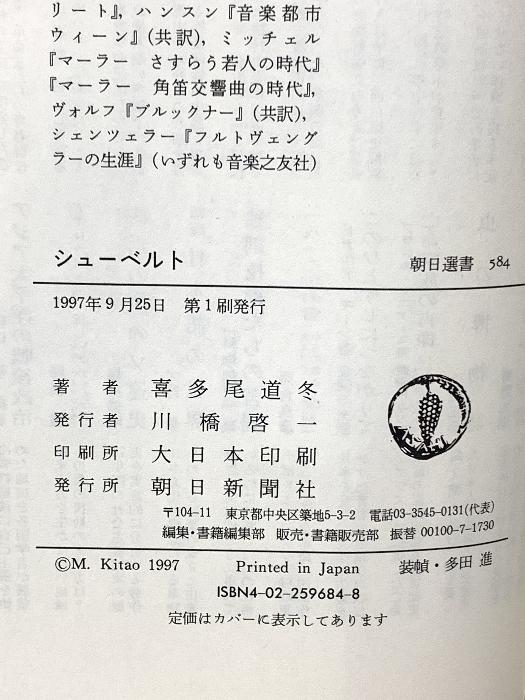 リート』，ハンスン『音楽都市
ウィーン』（共訳），ミッチェル
『マーラー　さすらう若人の時代』
『マーラー　角笛交響曲の時代』，
ヴォルフ『ブルックナー』（共訳），
シェンツェラー『フルトヴェング
ラーの生涯』（いずれも音楽之友社）
シューベルト　朝日選書 584
1997年9月25日　第1刷発行
著者　喜多尾道冬
発行者　川橋啓一
印刷所　大日本印刷
発行所　朝日新聞社
〒104-11　東京都中央区築地5-3-2　電話03-3545-0131(代表)
編集・書籍編集部　販売・書籍販売部　振替 00100-7-1730
©M. Kitao 1997　Printed in Japan　装幀・多田 進
ISBN4-02-259684-8
定価はカバーに表示してあります